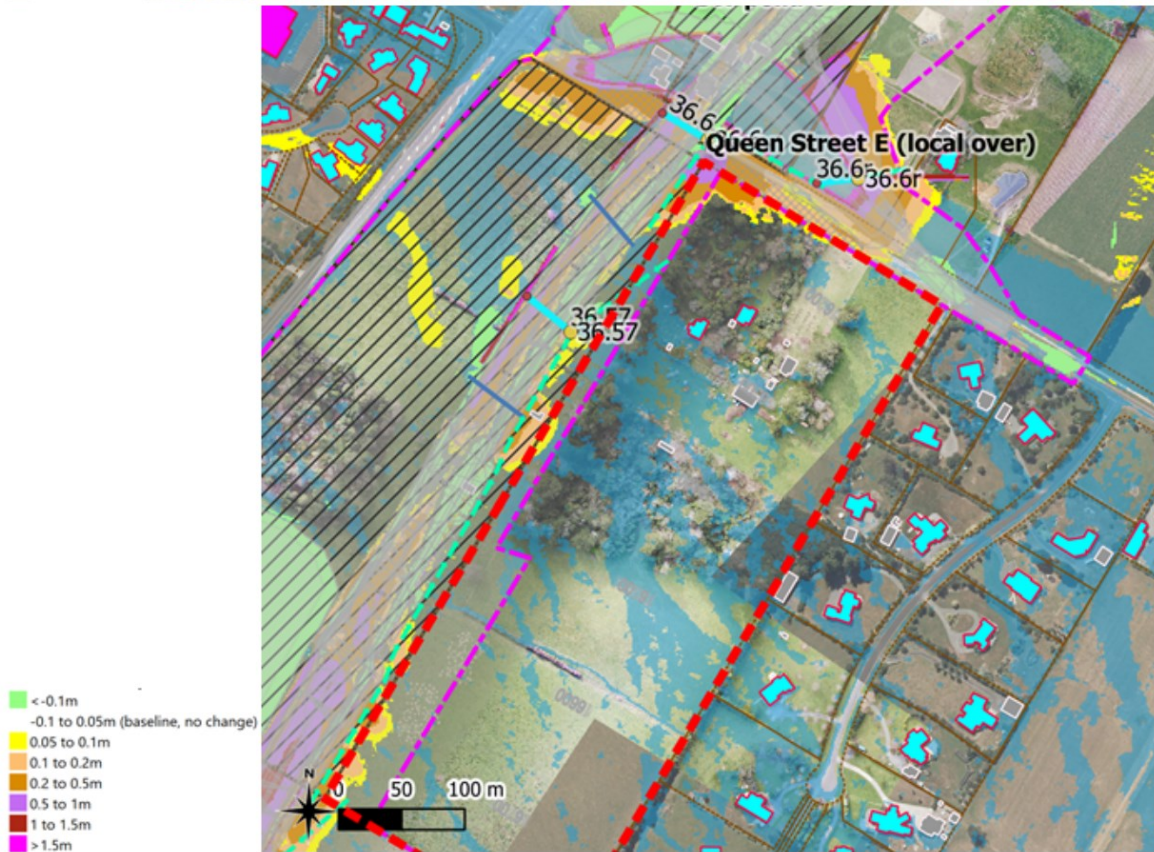 36.6
Queen Street E (local over)
36.6r
36.6r
36.57
36.57
<-0.1m
-0.1 to 0.05m (baseline, no change)
0.05 to 0.1m
0.1 to 0.2m
0.2 to 0.5m
0.5 to 1m
1 to 1.5m
>1.5m
N
0 50 100 m